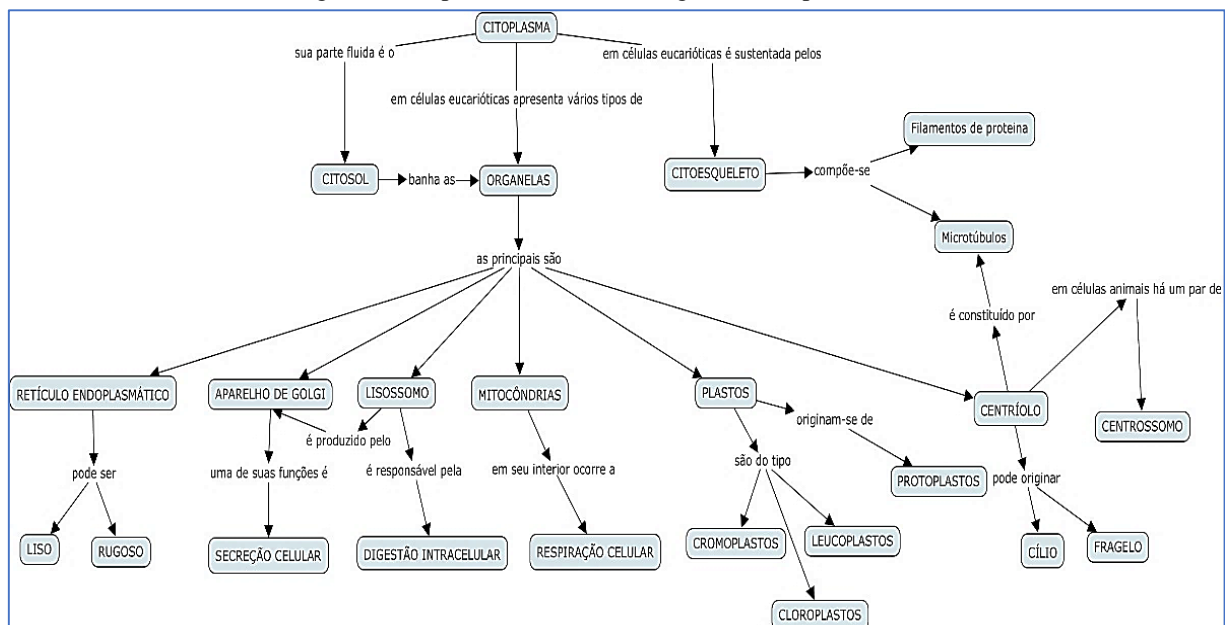 CITOPLASMA
sua parte fluida é o
em células eucarióticas é sustentada pelos
em células eucarióticas apresenta vários tipos de
Filamentos de proteina
CITOSOL
banha as
ORGANELAS
CITOESQUELETO
compõe-se
Microtúbulos
as principais são
em células animais há um par de
é constituído por
RETÍCULO ENDOPLASMÁTICO
APARELHO DE GOLGI
LISOSSOMO
MITOCÔNDRIAS
PLASTOS
CENTRÍOLO
CENTROSSOMO
originam-se de
é produzido pelo
pode ser
uma de suas funções é
é responsável pela
em seu interior ocorre a
são do tipo
PROTOPLASTOS
pode originar
LISO
RUGOSO
SECREÇÃO CELULAR
DIGESTÃO INTRACELULAR
RESPIRAÇÃO CELULAR
CROMOPLASTOS
LEUCOPLASTOS
CÍLIO
FRAGELO
CLOROPLASTOS